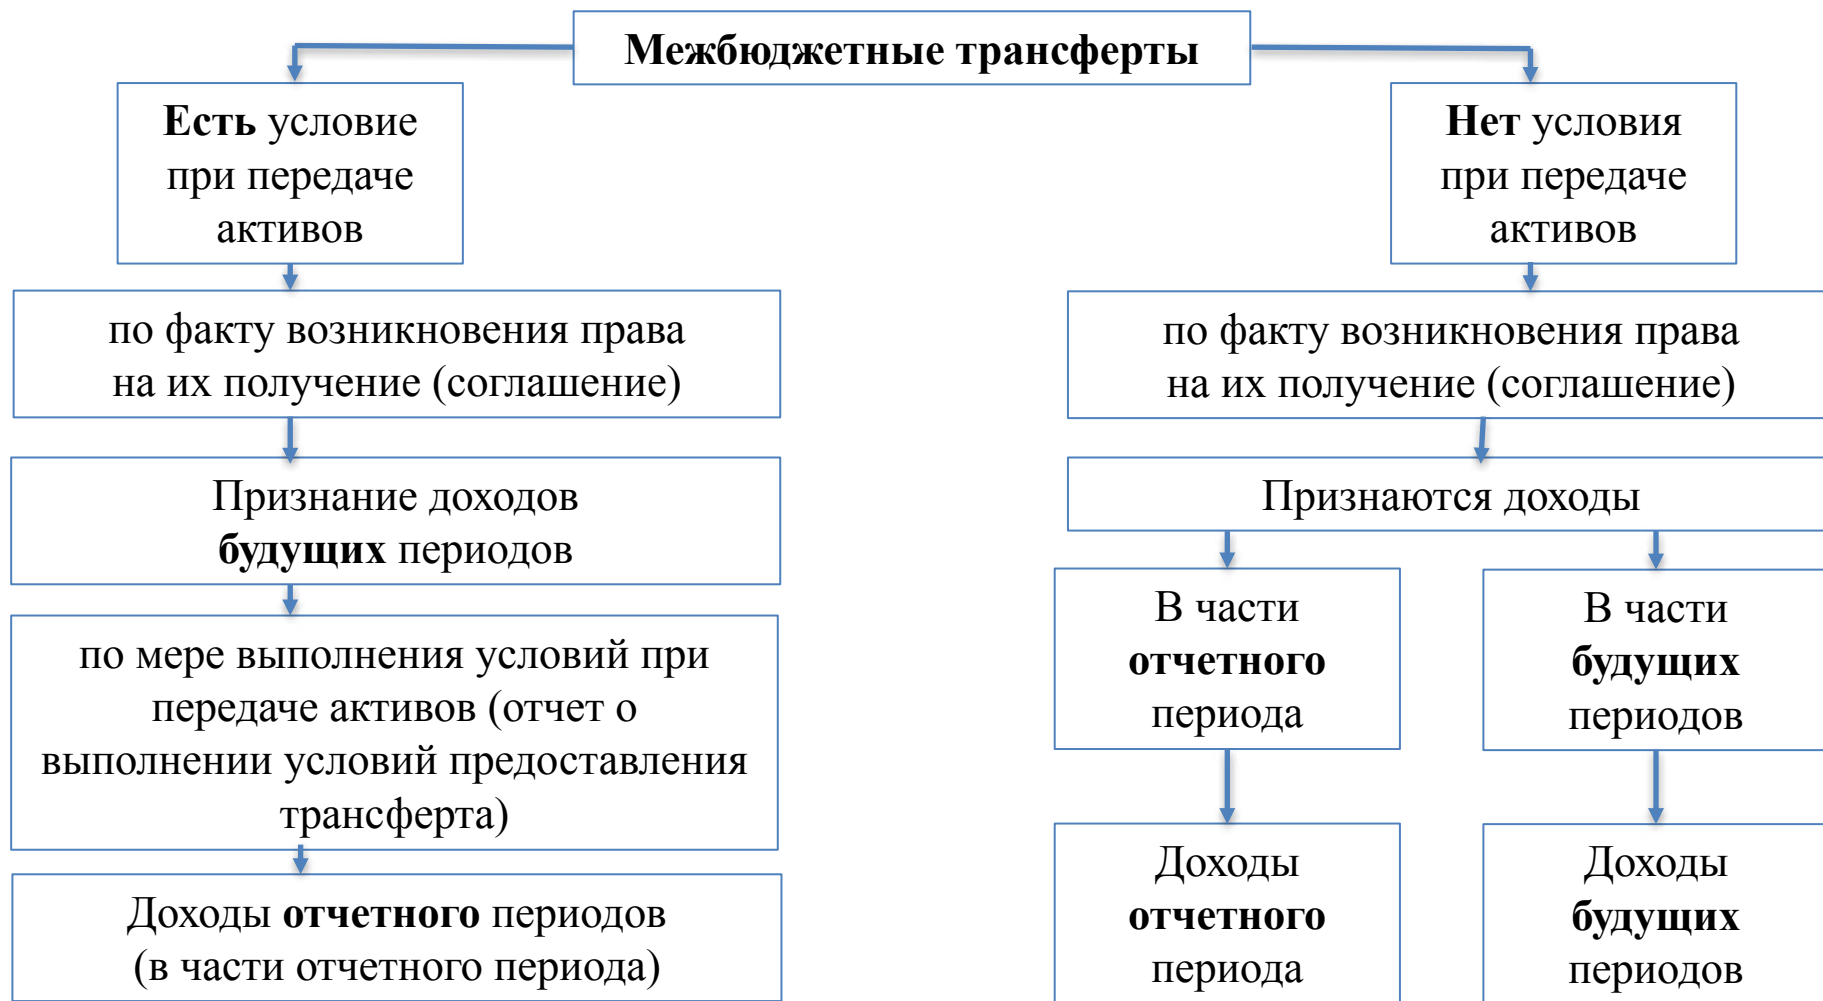 Межбюджетные трансферты
Есть условие
при передаче
активов
по факту возникновения права
на их получение (соглашение)
Признание доходов
будущих периодов
по мере выполнения условий при
передаче активов (отчет о
выполнении условий предоставления
трансферта)
Доходы отчетного периодов
(в части отчетного периода)
Нет условия
при передаче
активов
по факту возникновения права
на их получение (соглашение)
Признаются доходы
В части
отчетного
периода
Доходы
отчетного
периода
В части
будущих
периодов
Доходы
будущих
периодов